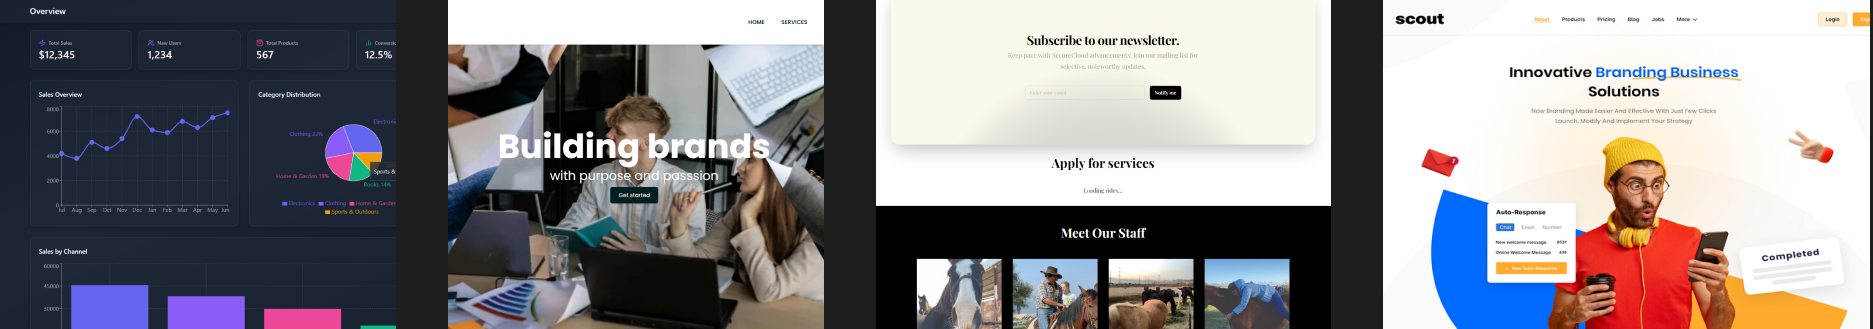 Overview
Total Sales
$12,345
New Users
1,234
Total Products
567
Conversio
12.5%
Sales Overview
8000
6000
4000
2000
0
Jul Aug Sep Oct Nov Dec Jan Feb Mar Apr May Jun
Category Distribution
Electroni
Clothing 22%
Home & Garden 19%
Books 14%
Sports &
Electronics Clothing Home & Garden
Sports & Outdoors
Sales by Channel
60000
45000
30000
HOME SERVICES
Building brands
with purpose and passsion
Get started
Subscribe to our newsletter.
Keep pace with SecureCloud advancements! Join our mailing list for
selective, noteworthy updates.
Enter your email
Notify me
Apply for services
Loading rides...
Meet Our Staff
scout
About Products Pricing Blog Jobs More
Login
Innovative Branding Business
Solutions
Now Branding Made Easier And Effective With Just Few Clicks
Launch, Modify And Implement Your Strategy
Auto-Response
Chat Email Number
New welcome message 6537
Online Welcome Message 436
+ New Auto-Response
Completed